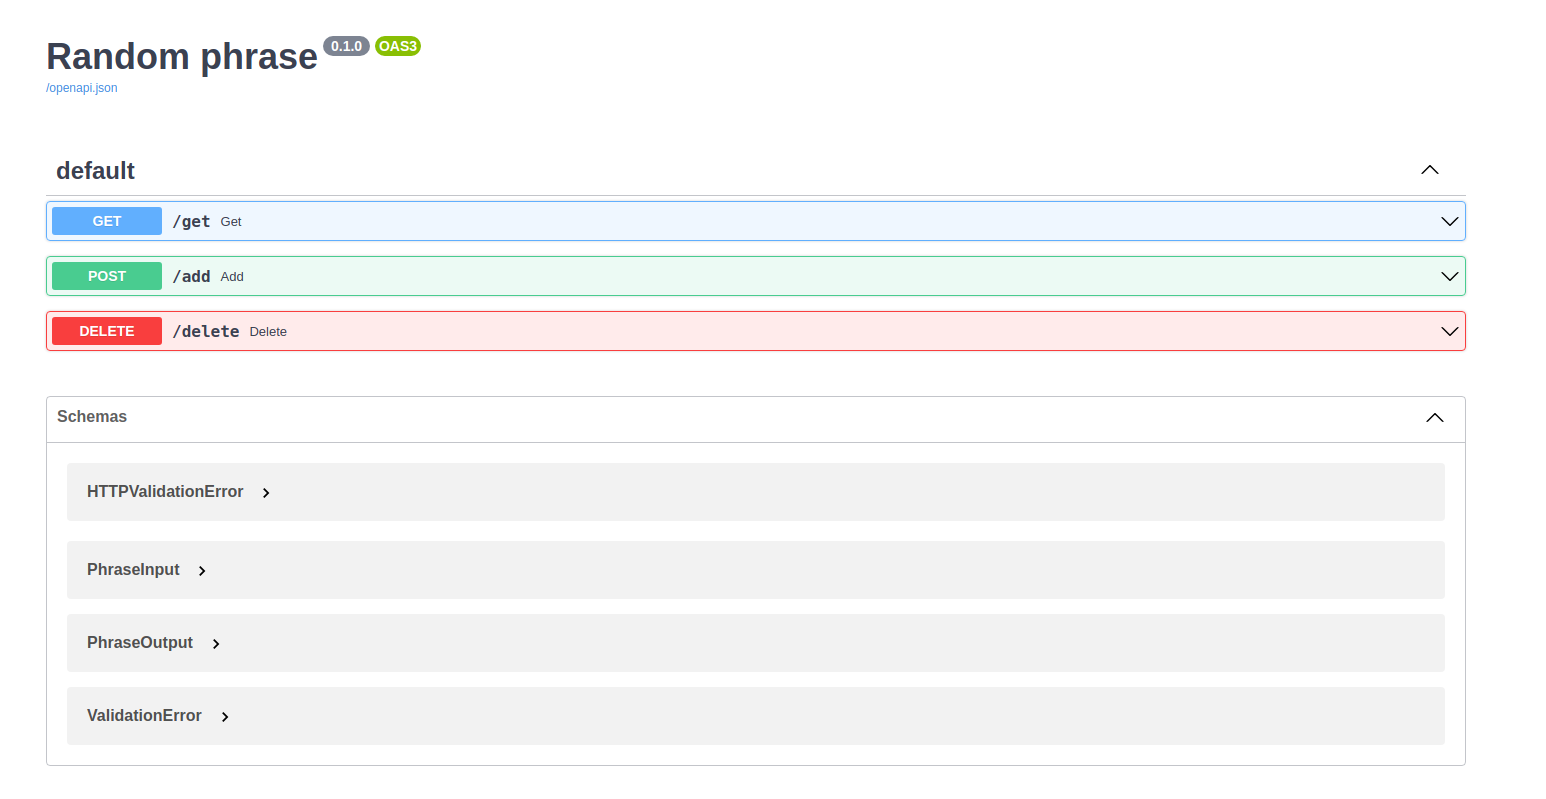 Random phrase 0.1.0 OAS3
/openapi.json
default
GET /get Get
POST /add Add
DELETE /delete Delete
Schemas
HTTPValidationError
PhraseInput
PhraseOutput
ValidationError